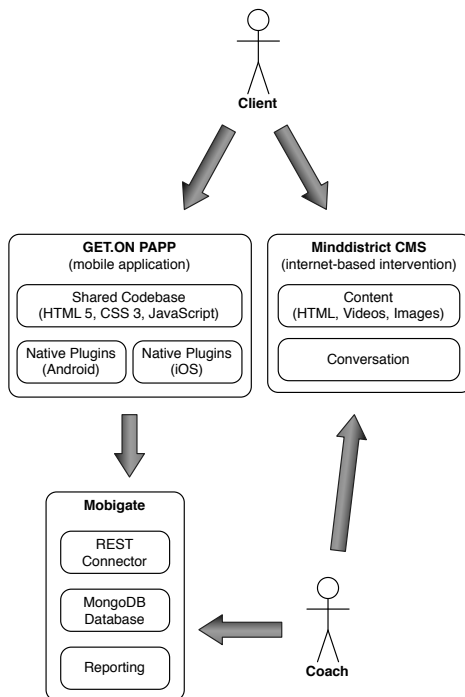 Client
GET.ON PAPP
(mobile application)
Shared Codebase
(HTML 5, CSS 3, JavaScript)
Native Plugins
(Android)
Native Plugins
(iOS)
Minddistrict CMS
(internet-based intervention)
Content
(HTML, Videos, Images)
Conversation
Mobigate
REST
Connector
MongoDB
Database
Reporting
Coach